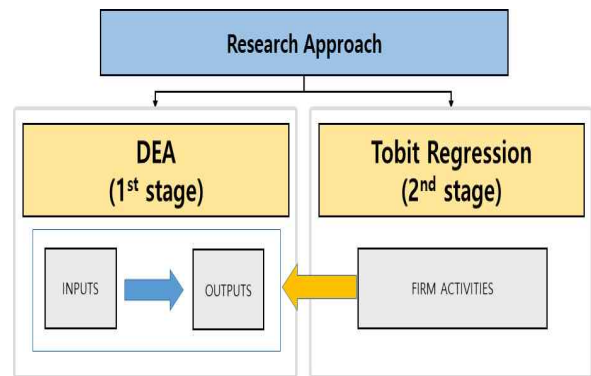 Research Approach
DEA
(1st stage)
Tobit Regression
(2nd stage)
INPUTS
OUTPUTS
FIRM ACTIVITIES